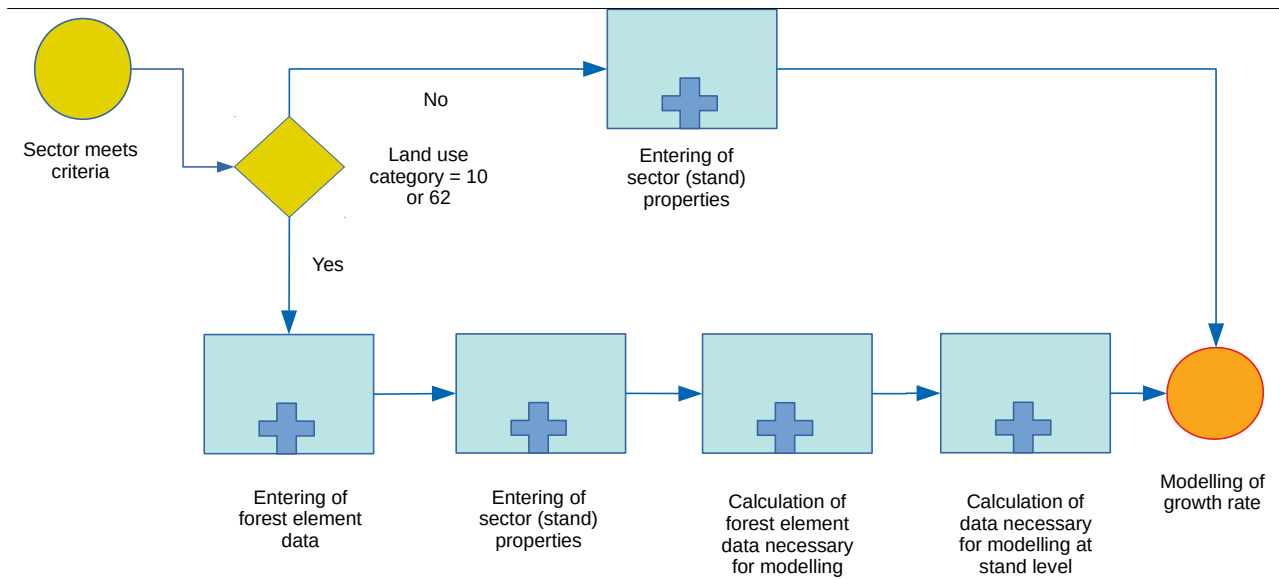 Sector meets
criteria
No
Land use
category = 10
or 62
Entering of
sector (stand)
properties
Yes
Entering of
forest element
data
Entering of
sector (stand)
properties
Calculation of
forest element
data necessary
for modelling
Calculation of
data necessary
for modelling at
stand level
Modelling of
growth rate